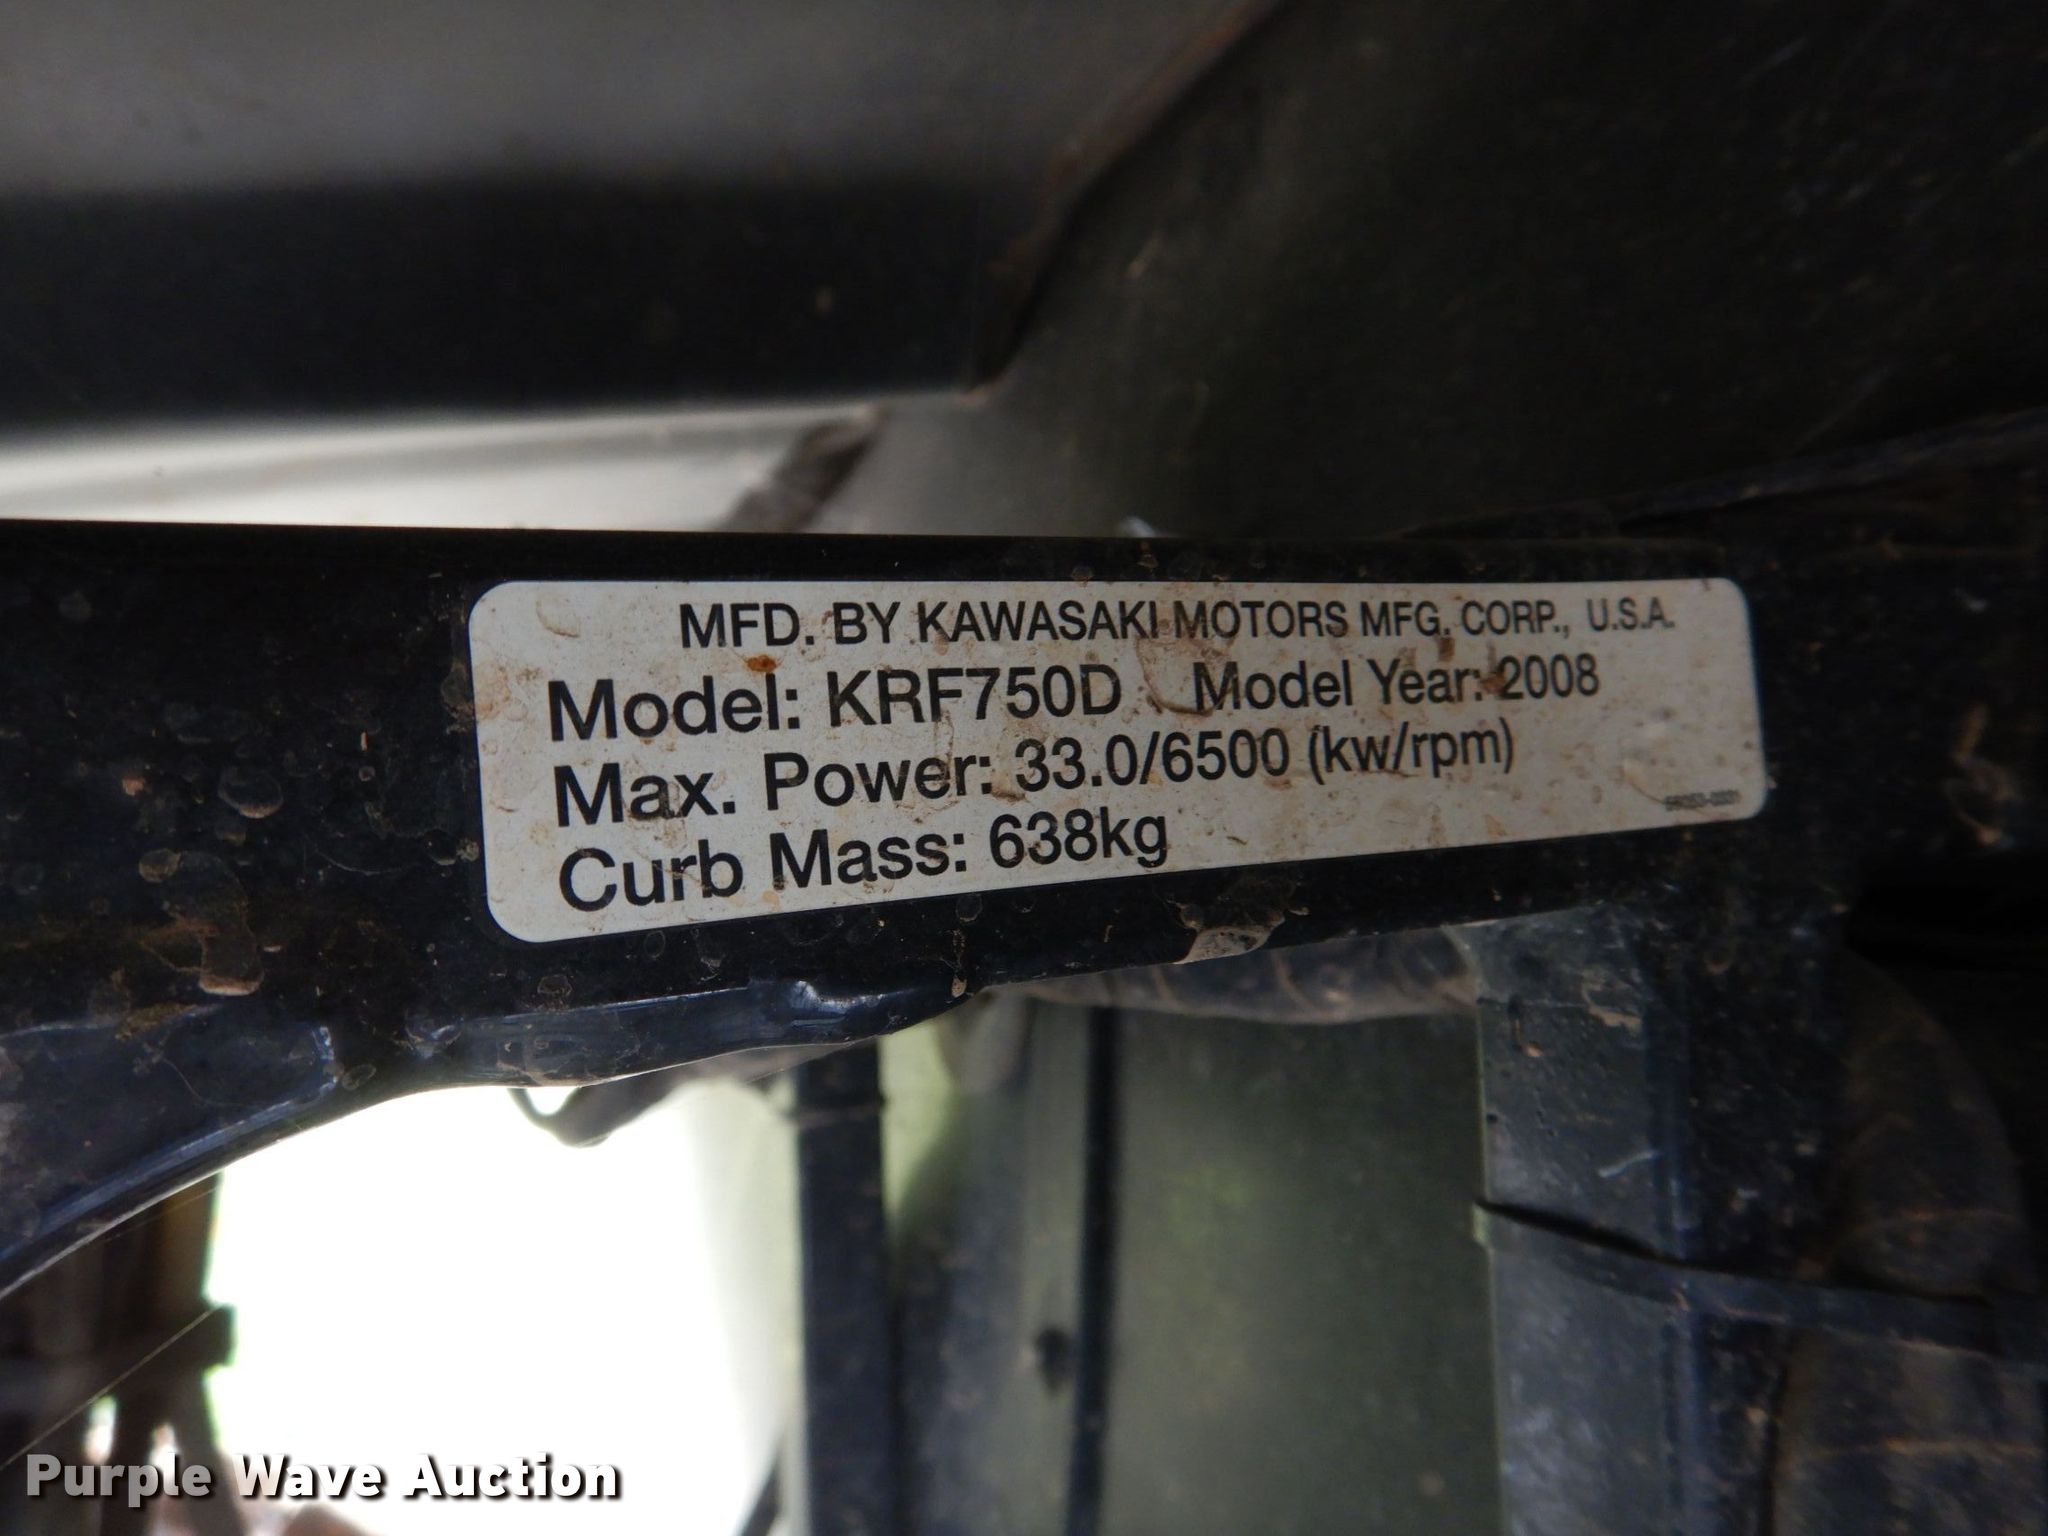 MFD. BY KAWASAKI MOTORS MFG. CORP., U.S.A.
Model: KRF750D Model Year: 2008
Max. Power: 33.0/6500 (kw/rpm)
Curb Mass: 638kg
Purple Wave Auction